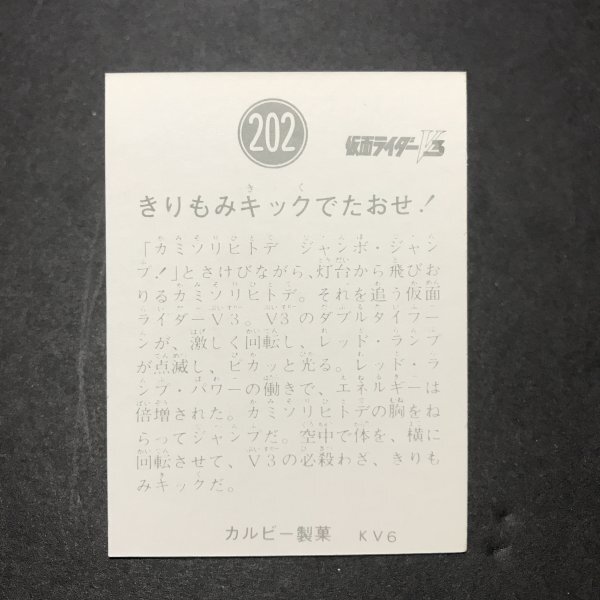 202
仮面ライダーV3
きりもみキックでたおせ!
「カミソリヒトデ ジャンボ・ジャン
プ!」とさけびながら、灯台から飛びお
りるカミソリヒトデ。それを追う仮面
ライダーV3。V3のダブルタイフー
ンが、激しく回転し、レッド・ランプ
が点滅し、ピカッと光る。レッド・ラ
ンプ・パワーの働きで、エネルギーは
倍増された。カミソリヒトデの胸をね
らってジャンプだ。空中で体を、横に
回転させて、V3の必殺わざ、きりも
みキックだ。
カルビー製菓 KV6